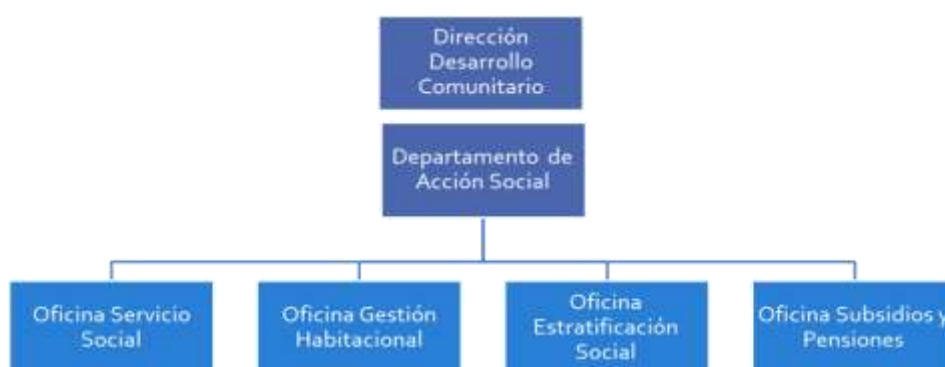 Dirección
Desarrollo
Comunitario
Departamento de
Acción Social
Oficina Servicio
Social
Oficina Gestión
Habitacional
Oficina
Estratificación
Social
Oficina Subsidios y
Pensiones